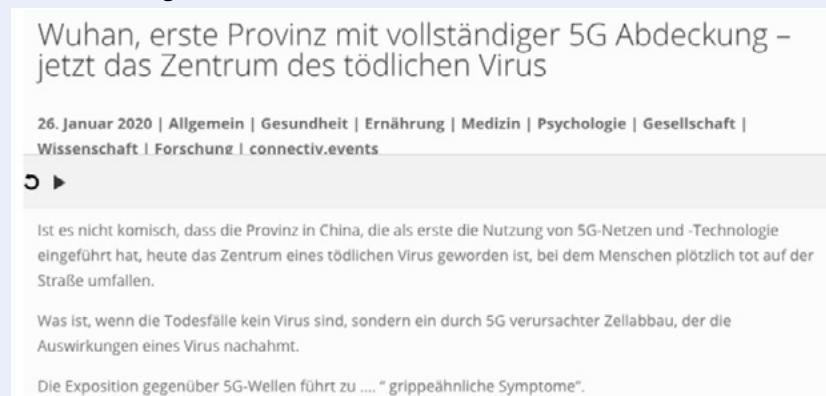 Wuhan, erste Provinz mit vollständiger 5G Abdeckung –
jetzt das Zentrum des tödlichen Virus
26. Januar 2020 | Allgemein | Gesundheit | Ernährung | Medizin | Psychologie | Gesellschaft |
Wissenschaft | Forschung | connectiv.events
Ist es nicht komisch, dass die Provinz in China, die als erste die Nutzung von 5G-Netzen und -Technologie
eingeführt hat, heute das Zentrum eines tödlichen Virus geworden ist, bei dem Menschen plötzlich tot auf der
Straße umfallen.
Was ist, wenn die Todesfälle kein Virus sind, sondern ein durch 5G verursachter Zellabbau, der die
Auswirkungen eines Virus nachahmt.
Die Exposition gegenüber 5G-Wellen führt zu .... “ grippeähnliche Symptome“.